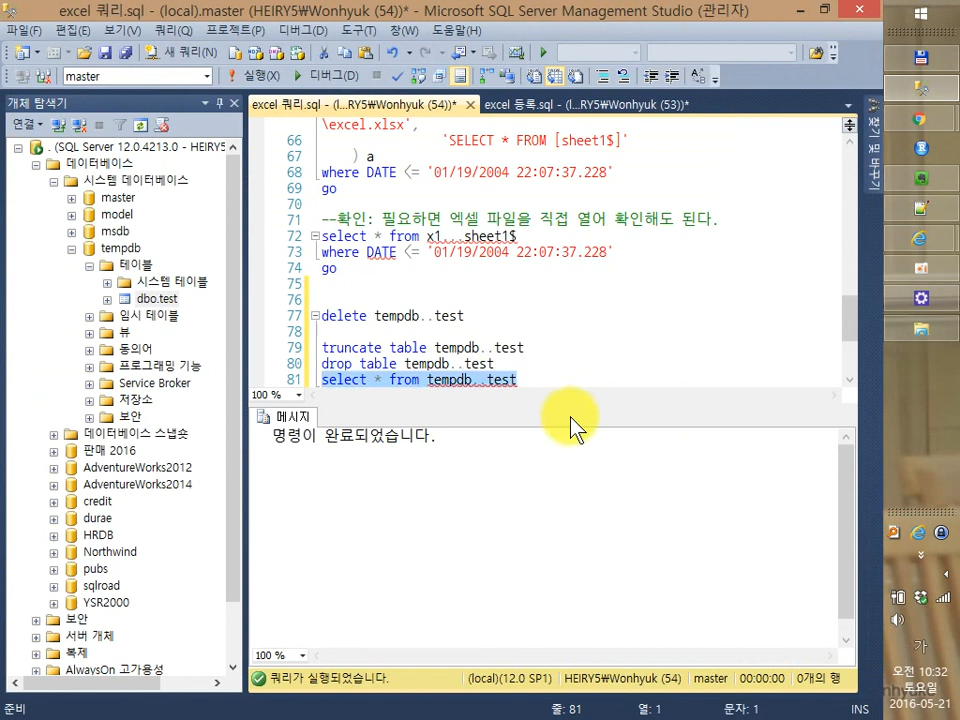 excel 쿼리.sql - (local).master (HEIRY5\Wonhyuk (54))* - Microsoft SQL Server Management Studio (관리자)
파일(F) 편집(E) 보기(V) 쿼리(Q) 프로젝트(P) 디버그(D) 도구(T) 창(W) 도움말(H)
새 쿼리(N)
master 실행(X) 디버그(D)
개체 탐색기
연결
. (SQL Server 12.0.4213.0 - HEIRY5
데이터베이스
시스템 데이터베이스
master
model
msdb
tempdb
테이블
시스템 테이블
dbo.test
임시 테이블
뷰
동의어
프로그래밍 기능
Service Broker
저장소
보안
데이터베이스 스냅숏
판매 2016
AdventureWorks2012
AdventureWorks2014
credit
durae
HRDB
Northwind
pubs
sqlroad
YSR2000
보안
서버 개체
복제
AlwaysOn 고가용성
excel 쿼리.sql - (l...RY5₩Wonhyuk (54))* excel 등록.sql - (l...RY5₩Wonhyuk (53))*
\excel.xlsx',
66 'SELECT * FROM [sheet1$]'
67 ) a
68 where DATE <= '01/19/2004 22:07:37.228'
69 go
70
71 --확인: 필요하면 엑셀 파일을 직접 열어 확인해도 된다.
72 select * from x1...sheet1$
73 where DATE <= '01/19/2004 22:07:37.228'
74 go
75
76
77 delete tempdb..test
78
79 truncate table tempdb..test
80 drop table tempdb..test
81 select * from tempdb..test
100 %
메시지
명령이 완료되었습니다.
100 %
쿼리가 실행되었습니다. (local)(12.0 SP1) HEIRY5₩Wonhyuk (54) master 00:00:00 0개의 행
준비 줄: 81 열: 1 문자: 1 INS
찾기 및 바꾸기
가
오전 10:32
토요일
2016-05-21